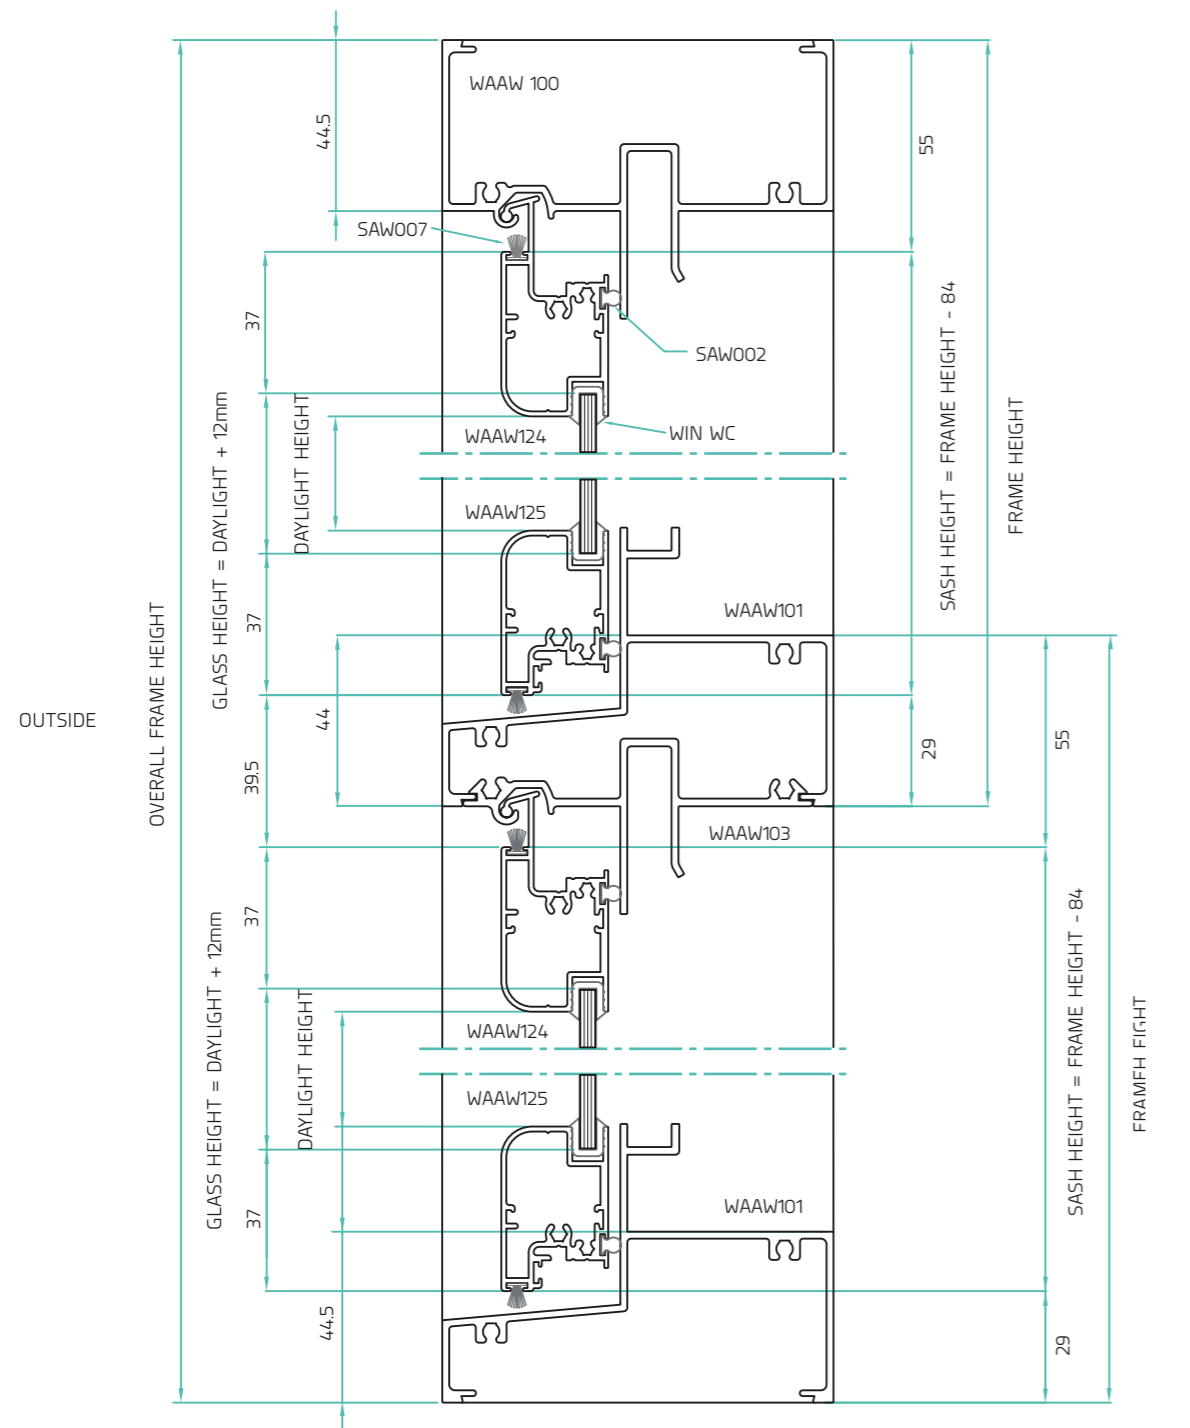 WAAW 100
44.5
55
SAW007
37
SAW002
SASH HEIGHT = FRAME HEIGHT - 84
FRAME HEIGHT
GLASS HEIGHT = DAYLIGHT + 12mm
DAYLIGHT HEIGHT
WAAW124
WIN WC
WAAW125
WAAW101
37
OVERALL FRAME HEIGHT
OUTSIDE
44
29
55
39.5
WAAW103
37
GLASS HEIGHT = DAYLIGHT + 12mm
DAYLIGHT HEIGHT
SASH HEIGHT = FRAME HEIGHT - 84
FRAMFH FIGHT
WAAW124
WAAW125
WAAW101
37
44.5
29